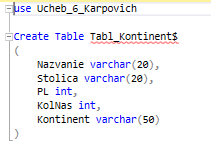 use Ucheb_6_Karpovich
Create Table Tabl_Kontinent$
(
Nazvanie varchar(20),
Stolica varchar(20),
PL int,
KolNas int,
Kontinent varchar(50)
)